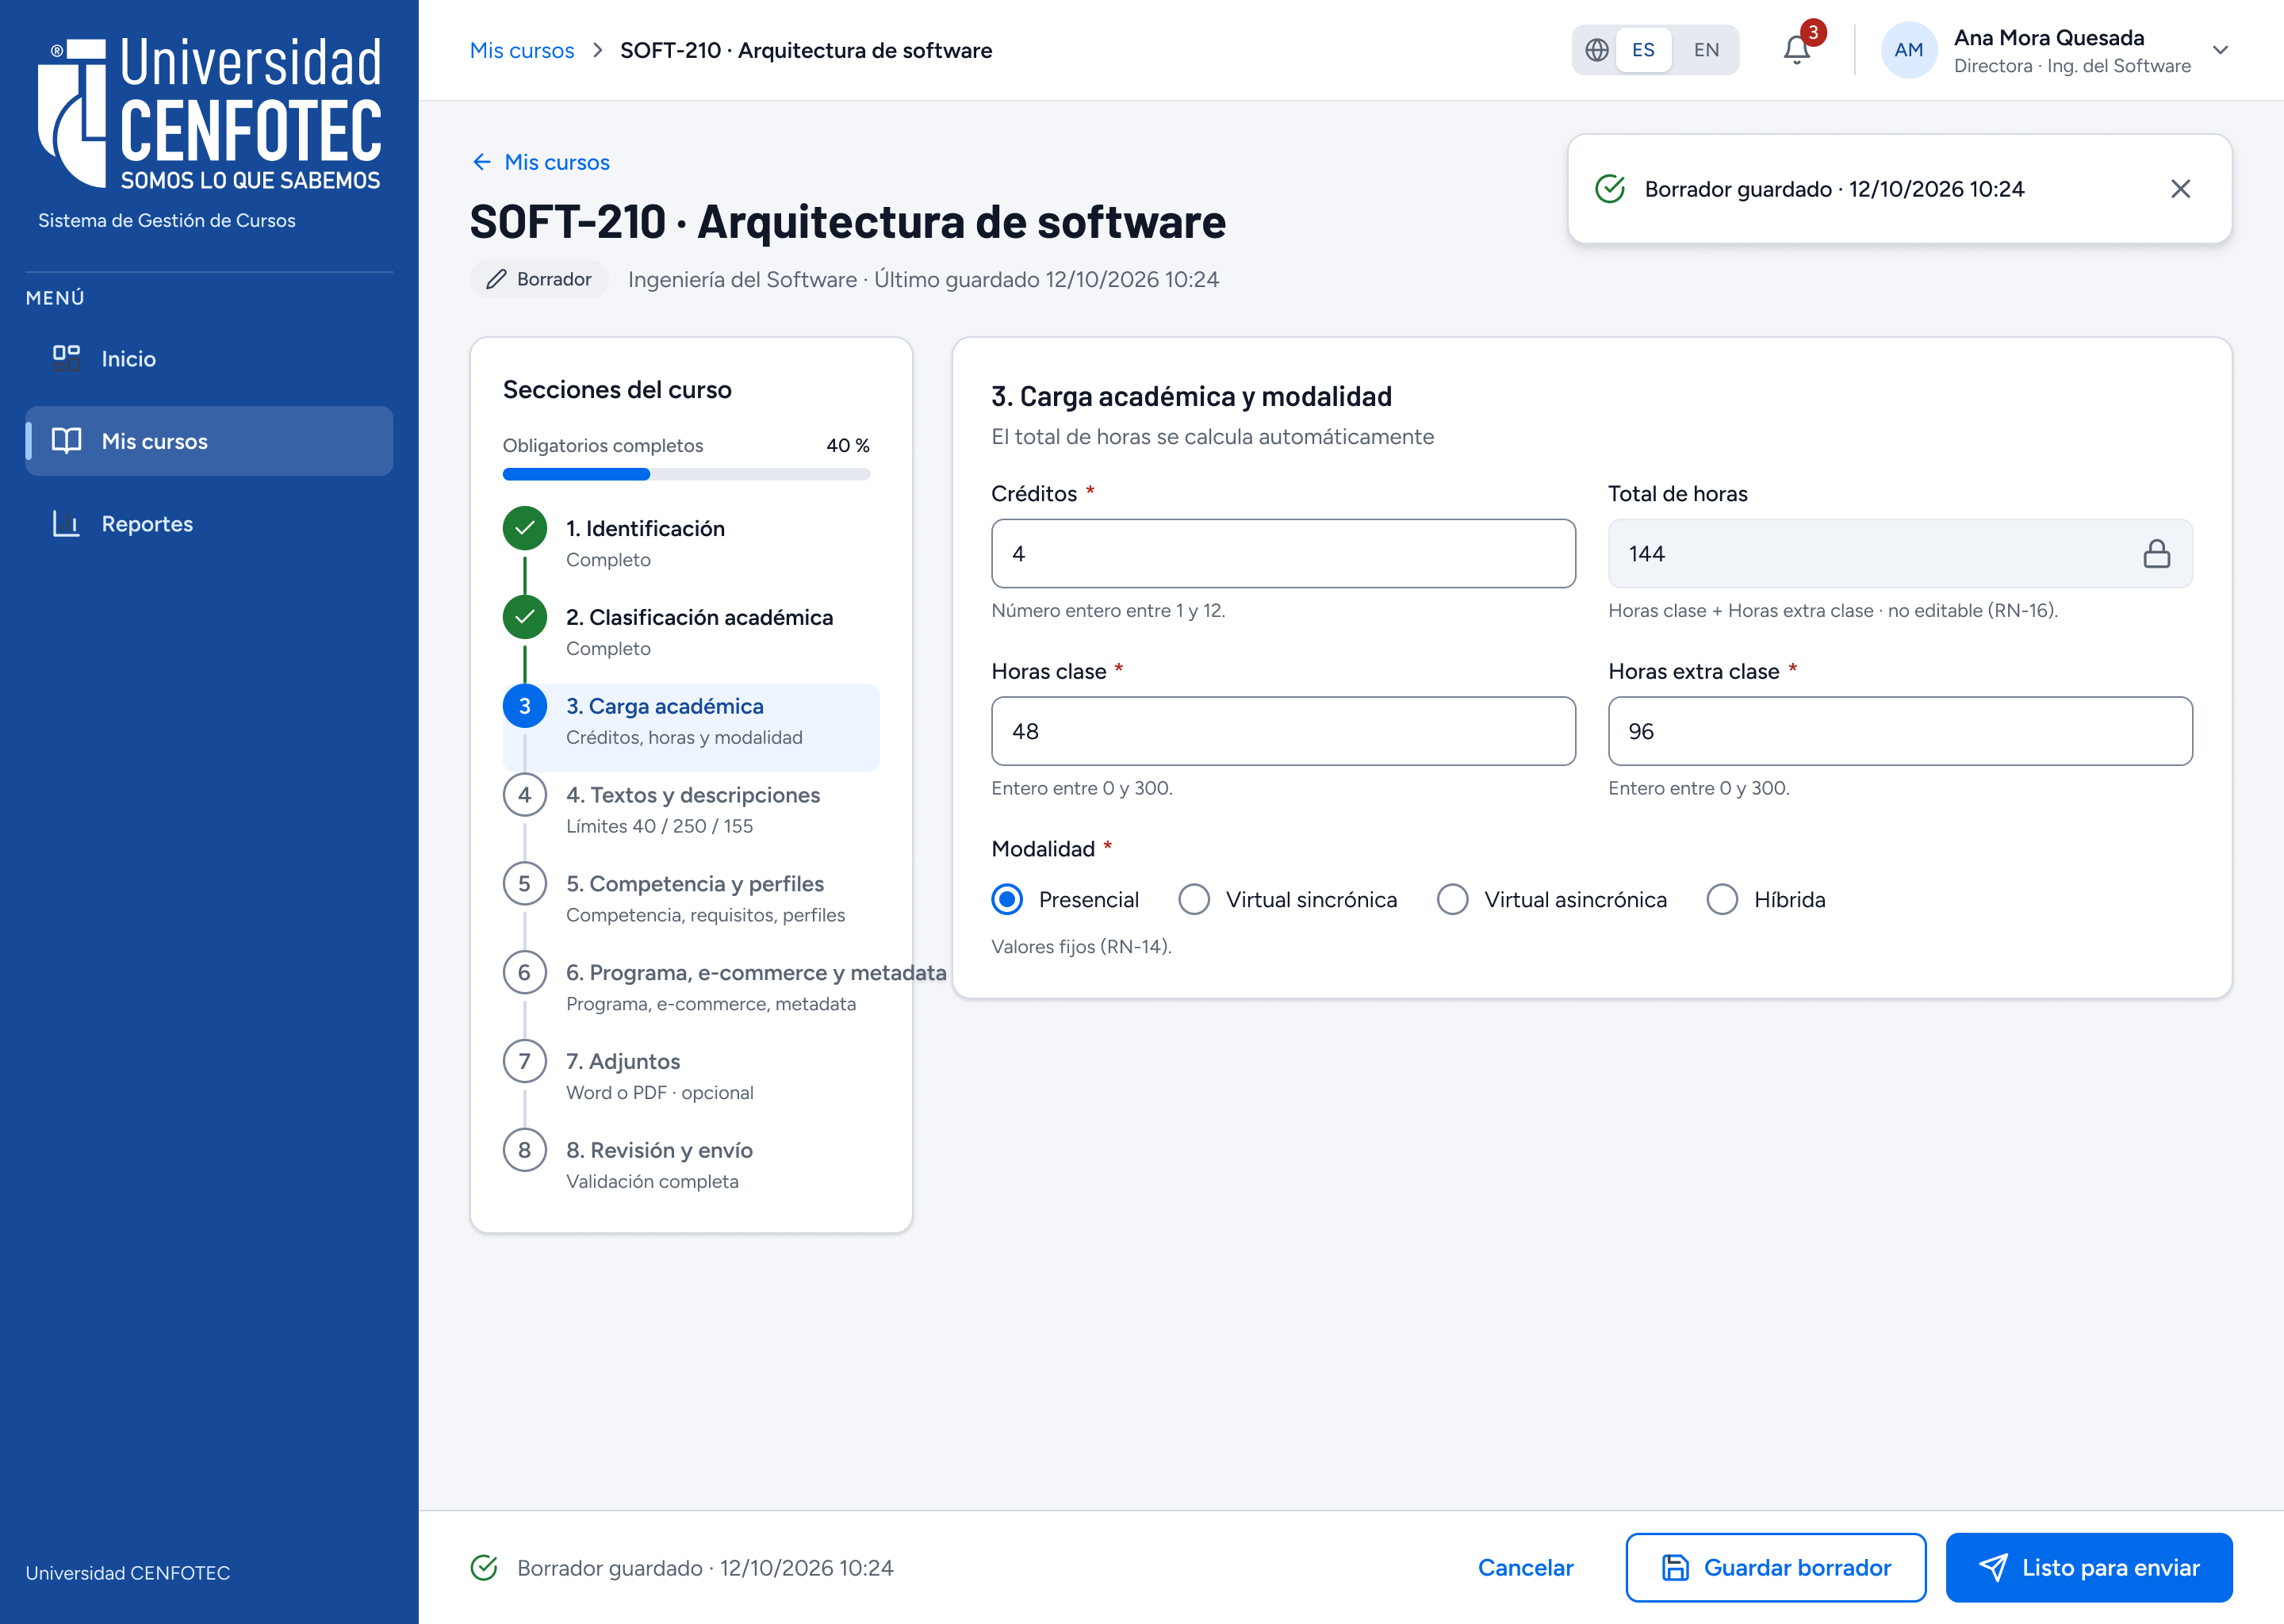 ® Universidad
CENFOTEC
SOMOS LO QUE SABEMOS
Sistema de Gestión de Cursos
MENÚ
Inicio
Mis cursos
Reportes
Universidad CENFOTEC
Mis cursos > SOFT-210 · Arquitectura de software
ES EN
3
AM
Ana Mora Quesada
Directora · Ing. del Software
Mis cursos
SOFT-210 · Arquitectura de software
Borrador
Ingeniería del Software · Último guardado 12/10/2026 10:24
Borrador guardado · 12/10/2026 10:24
Secciones del curso
Obligatorios completos 40 %
1. Identificación
Completo
2. Clasificación académica
Completo
3 3. Carga académica
Créditos, horas y modalidad
4 4. Textos y descripciones
Límites 40 / 250 / 155
5 5. Competencia y perfiles
Competencia, requisitos, perfiles
6 6. Programa, e-commerce y metadata
Programa, e-commerce, metadata
7 7. Adjuntos
Word o PDF · opcional
8 8. Revisión y envío
Validación completa
3. Carga académica y modalidad
El total de horas se calcula automáticamente
Créditos *
4
Número entero entre 1 y 12.
Total de horas
144
Horas clase + Horas extra clase · no editable (RN-16).
Horas clase *
48
Entero entre 0 y 300.
Horas extra clase *
96
Entero entre 0 y 300.
Modalidad *
Presencial Virtual sincrónica Virtual asincrónica Híbrida
Valores fijos (RN-14).
Borrador guardado · 12/10/2026 10:24
Cancelar
Guardar borrador
Listo para enviar